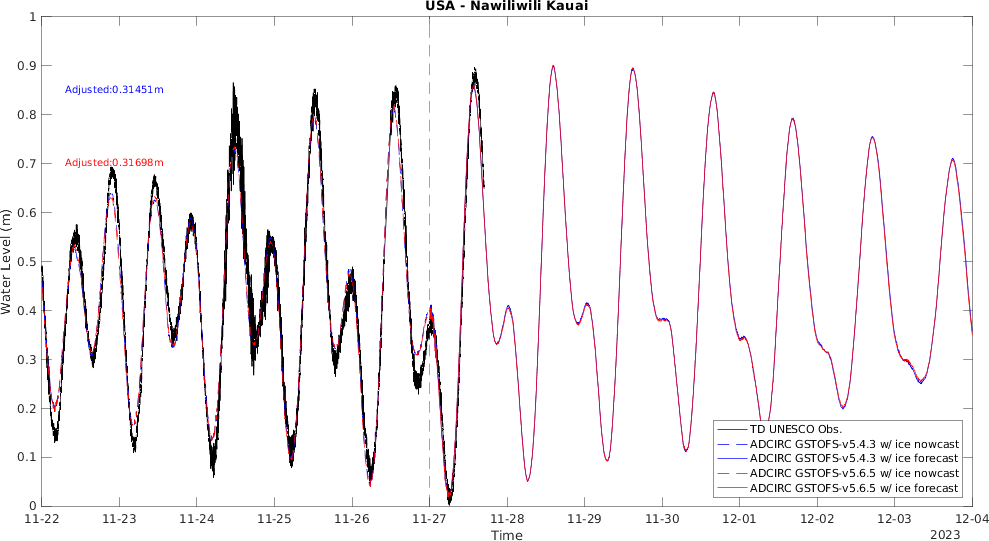 USA - Nawiliwili Kauai
1
0.9
0.8
0.7
0.6
0.5
0.4
0.3
0.2
0.1
0
Water Level (m)
Adjusted:0.31451m
Adjusted:0.31698m
TD UNESCO Obs.
ADCIRC GSTOFS-v5.4.3 w/ ice nowcast
ADCIRC GSTOFS-v5.4.3 w/ ice forecast
ADCIRC GSTOFS-v5.6.5 w/ ice nowcast
ADCIRC GSTOFS-v5.6.5 w/ ice forecast
11-22 11-23 11-24 11-25 11-26 11-27 11-28 11-29 11-30 12-01 12-02 12-03 12-04
Time
2023